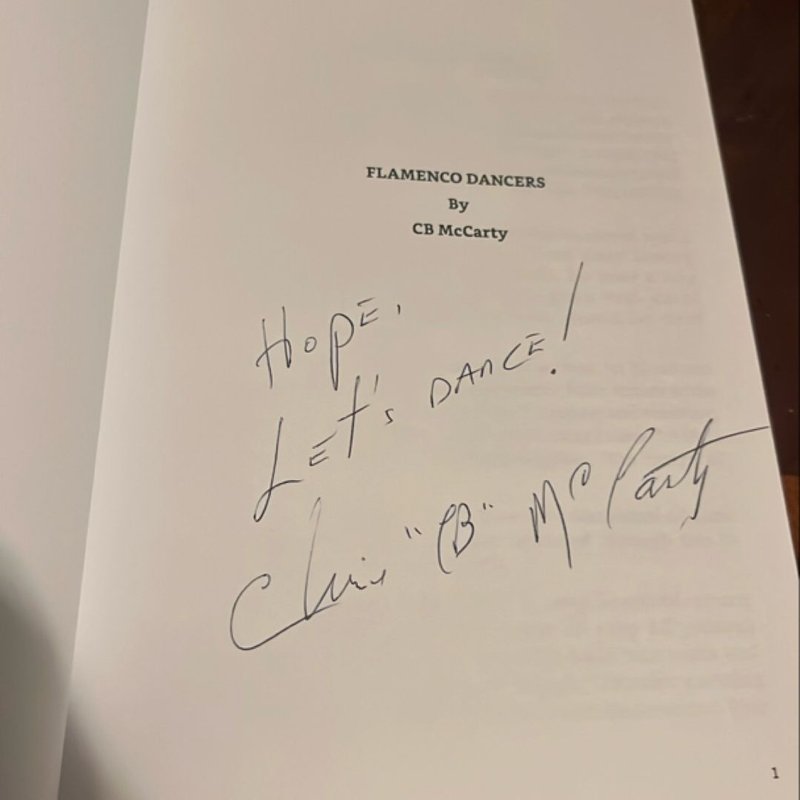 FLAMENCO DANCERS
By
CB McCarty
Hope,
Let's Dance!
Chris "CB" McCarty
1